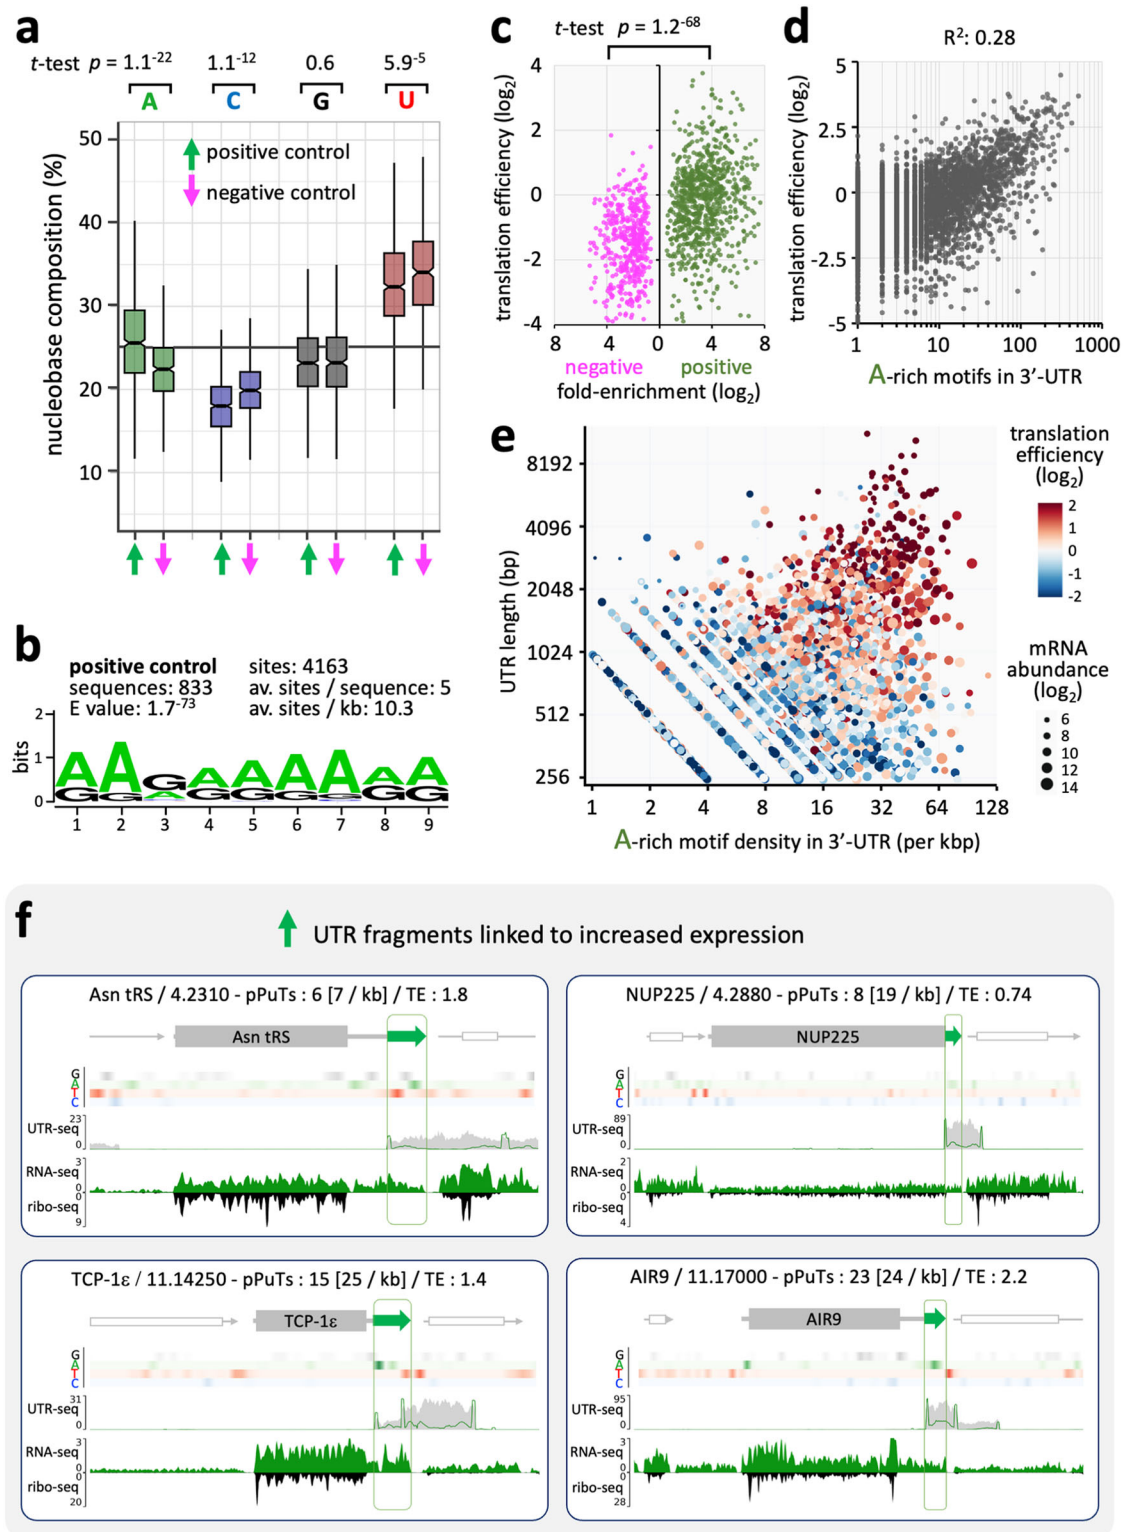 a
t-test p = 1.1-22 1.1-12 0.6 5.9-5
A C G U
nucleobase composition (%)
50
40
30
20
10
positive control
negative control
b
positive control
sequences: 833
E value: 1.7-73
sites: 4163
av. sites / sequence: 5
av. sites / kb: 10.3
bits
2
1
0
A A G A A A A A A
G G A G G G G G G
1 2 3 4 5 6 7 8 9
c
t-test p = 1.2-68
translation efficiency (log2)
4
2
0
-2
-4
8 4 0 4 8
negative positive
fold-enrichment (log2)
d
R2: 0.28
translation efficiency (log2)
5
2.5
0
-2.5
-5
1 10 100 1000
A-rich motifs in 3’-UTR
e
UTR length (bp)
8192
4096
2048
1024
512
256
1 2 4 8 16 32 64 128
A-rich motif density in 3’-UTR (per kbp)
translation
efficiency
(log2)
2
1
0
-1
-2
mRNA
abundance
(log2)
6
8
10
12
14
f
UTR fragments linked to increased expression
Asn tRS / 4.2310 - pPuTs : 6 [7 / kb] / TE : 1.8
Asn tRS
G
A
T
C
23
UTR-seq
0
3
RNA-seq
0
0
ribo-seq
9
NUP225 / 4.2880 - pPuTs : 8 [19 / kb] / TE : 0.74
NUP225
G
A
T
C
89
UTR-seq
0
2
RNA-seq
0
0
ribo-seq
4
TCP-1ε / 11.14250 - pPuTs : 15 [25 / kb] / TE : 1.4
TCP-1ε
G
A
T
C
31
UTR-seq
0
3
RNA-seq
0
0
ribo-seq
20
AIR9 / 11.17000 - pPuTs : 23 [24 / kb] / TE : 2.2
AIR9
G
A
T
C
95
UTR-seq
0
3
RNA-seq
0
0
ribo-seq
28